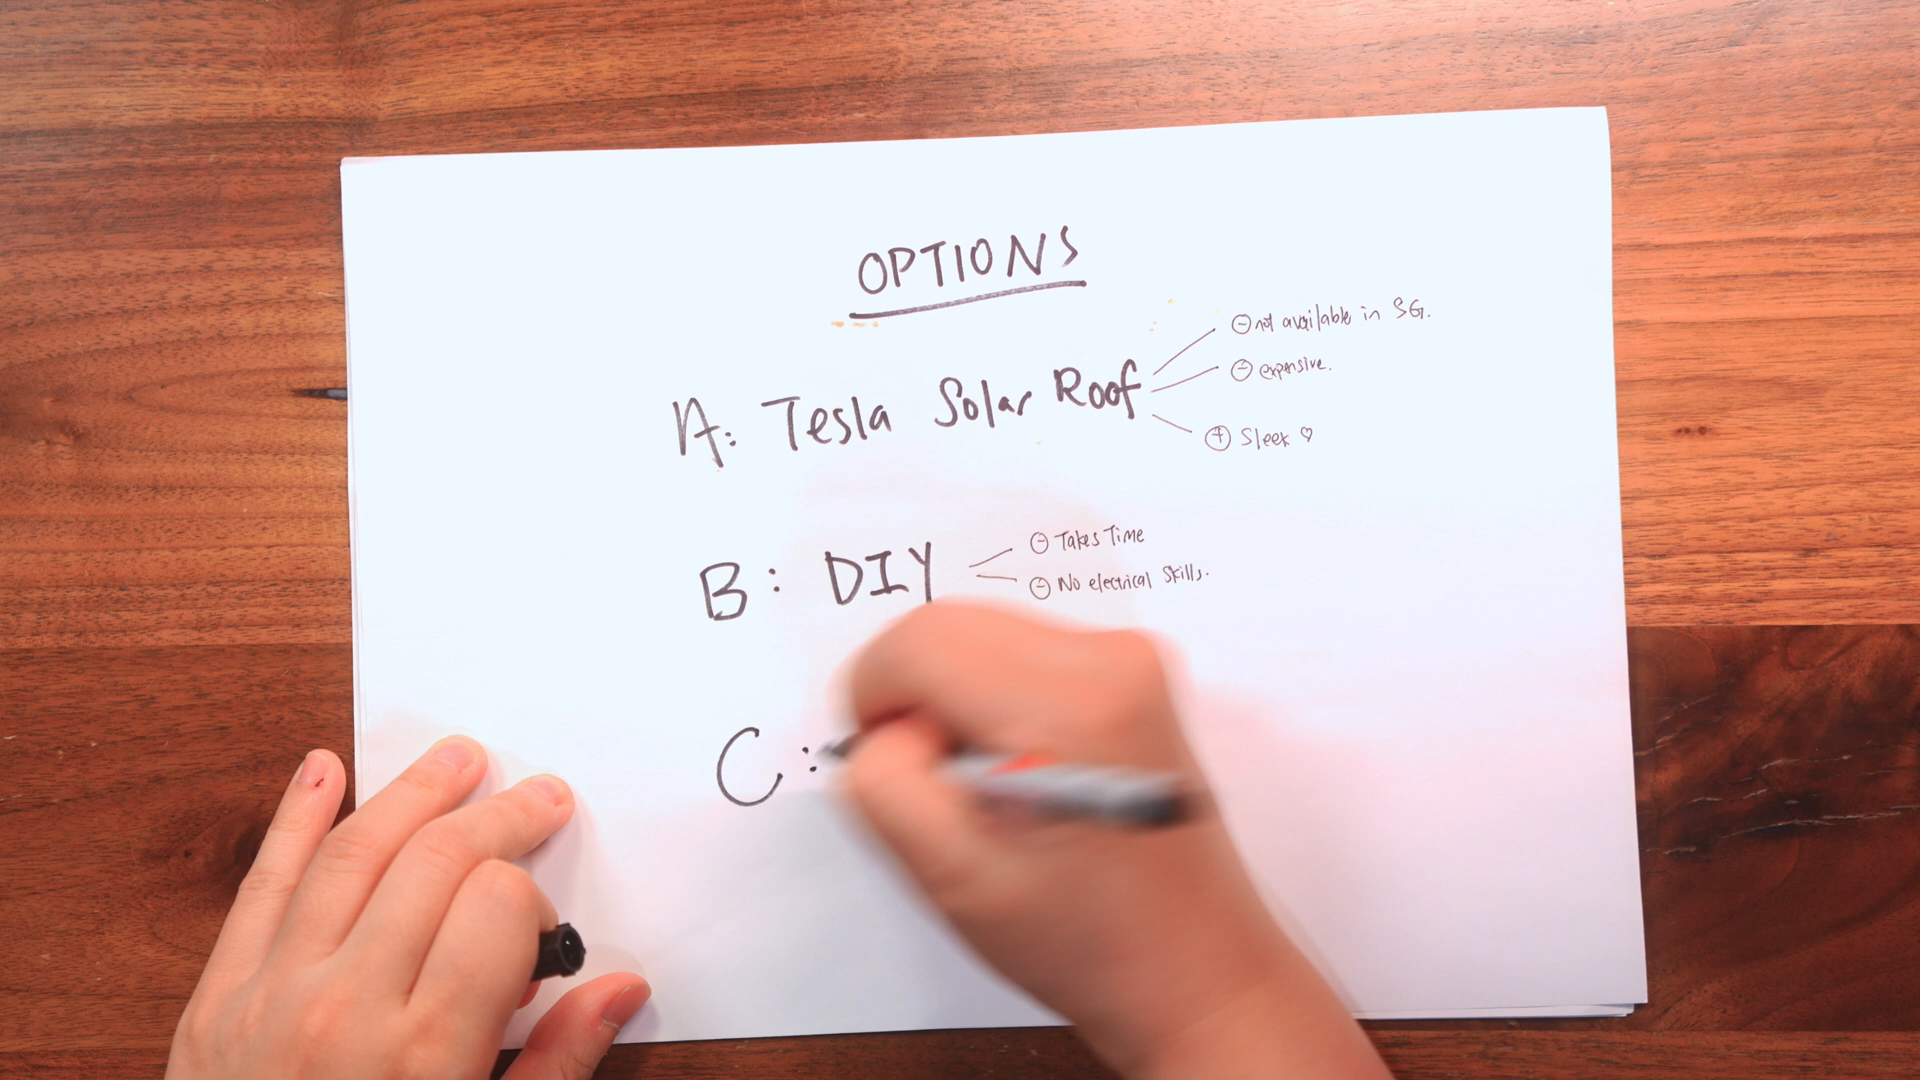 OPTIONS
A: Tesla Solar Roof
⊖ not available in SG.
⊖ expensive.
⊕ Sleek ♡
B: DIY
⊖ Takes Time
⊖ No electrical skills.
C: